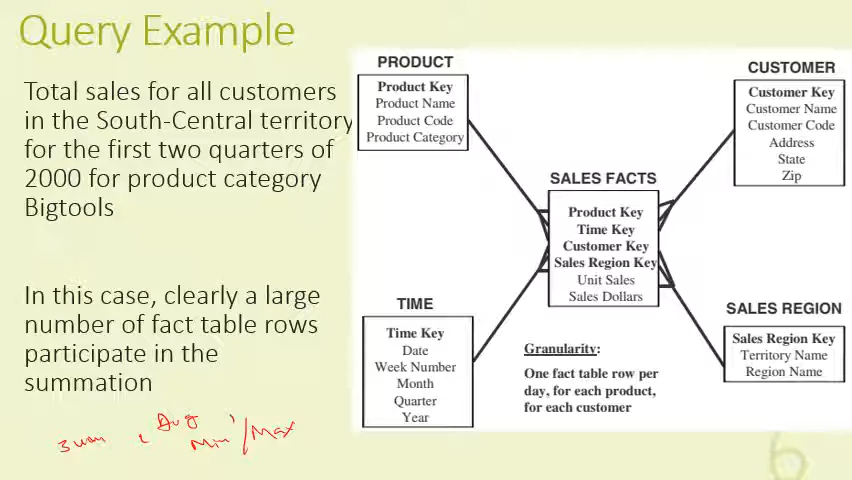 Query Example
Total sales for all customers
in the South-Central territory
for the first two quarters of
2000 for product category
Bigtools
In this case, clearly a large
number of fact table rows
participate in the
summation
Avg
Min / Max
PRODUCT
Product Key
Product Name
Product Code
Product Category
CUSTOMER
Customer Key
Customer Name
Customer Code
Address
State
Zip
SALES FACTS
Product Key
Time Key
Customer Key
Sales Region Key
Unit Sales
Sales Dollars
TIME
Time Key
Date
Week Number
Month
Quarter
Year
Granularity:
One fact table row per
day, for each product,
for each customer
SALES REGION
Sales Region Key
Territory Name
Region Name